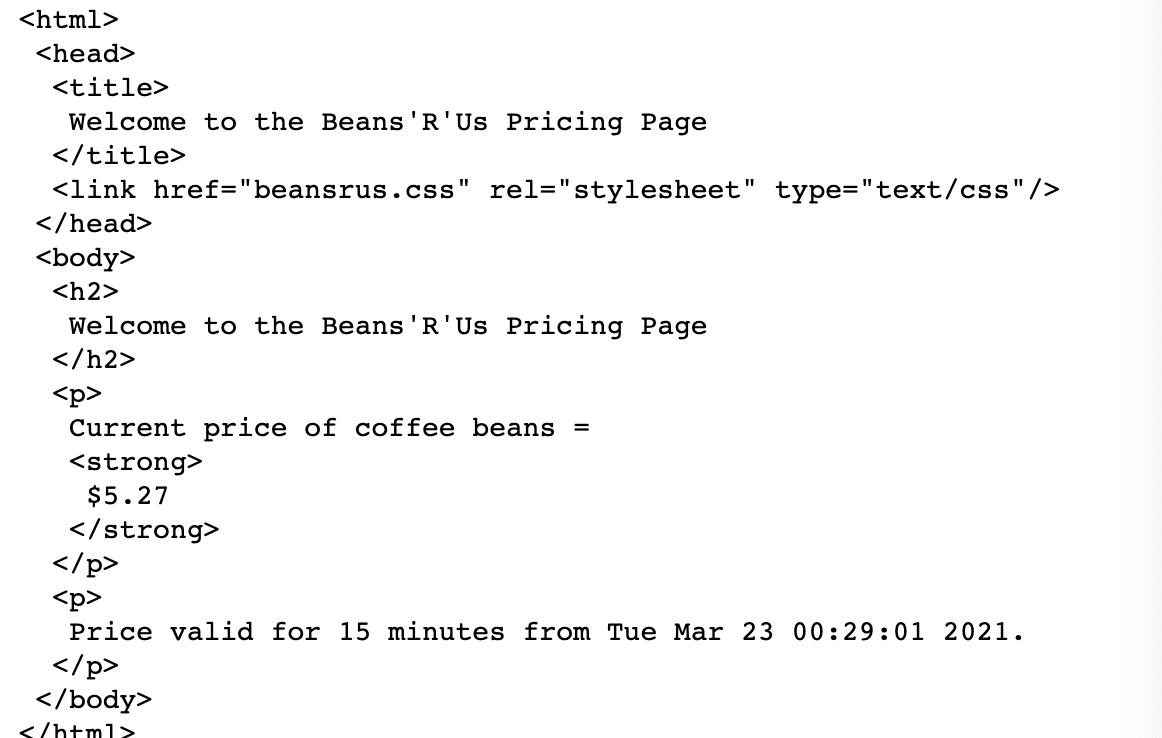 <html>
<head>
<title>
Welcome to the Beans'R'Us Pricing Page
</title>
<link href="beansrus.css" rel="stylesheet" type="text/css"/>
</head>
<body>
<h2>
Welcome to the Beans'R'Us Pricing Page
</h2>
<p>
Current price of coffee beans =
<strong>
$5.27
</strong>
</p>
<p>
Price valid for 15 minutes from Tue Mar 23 00:29:01 2021.
</p>
</body>
</html>